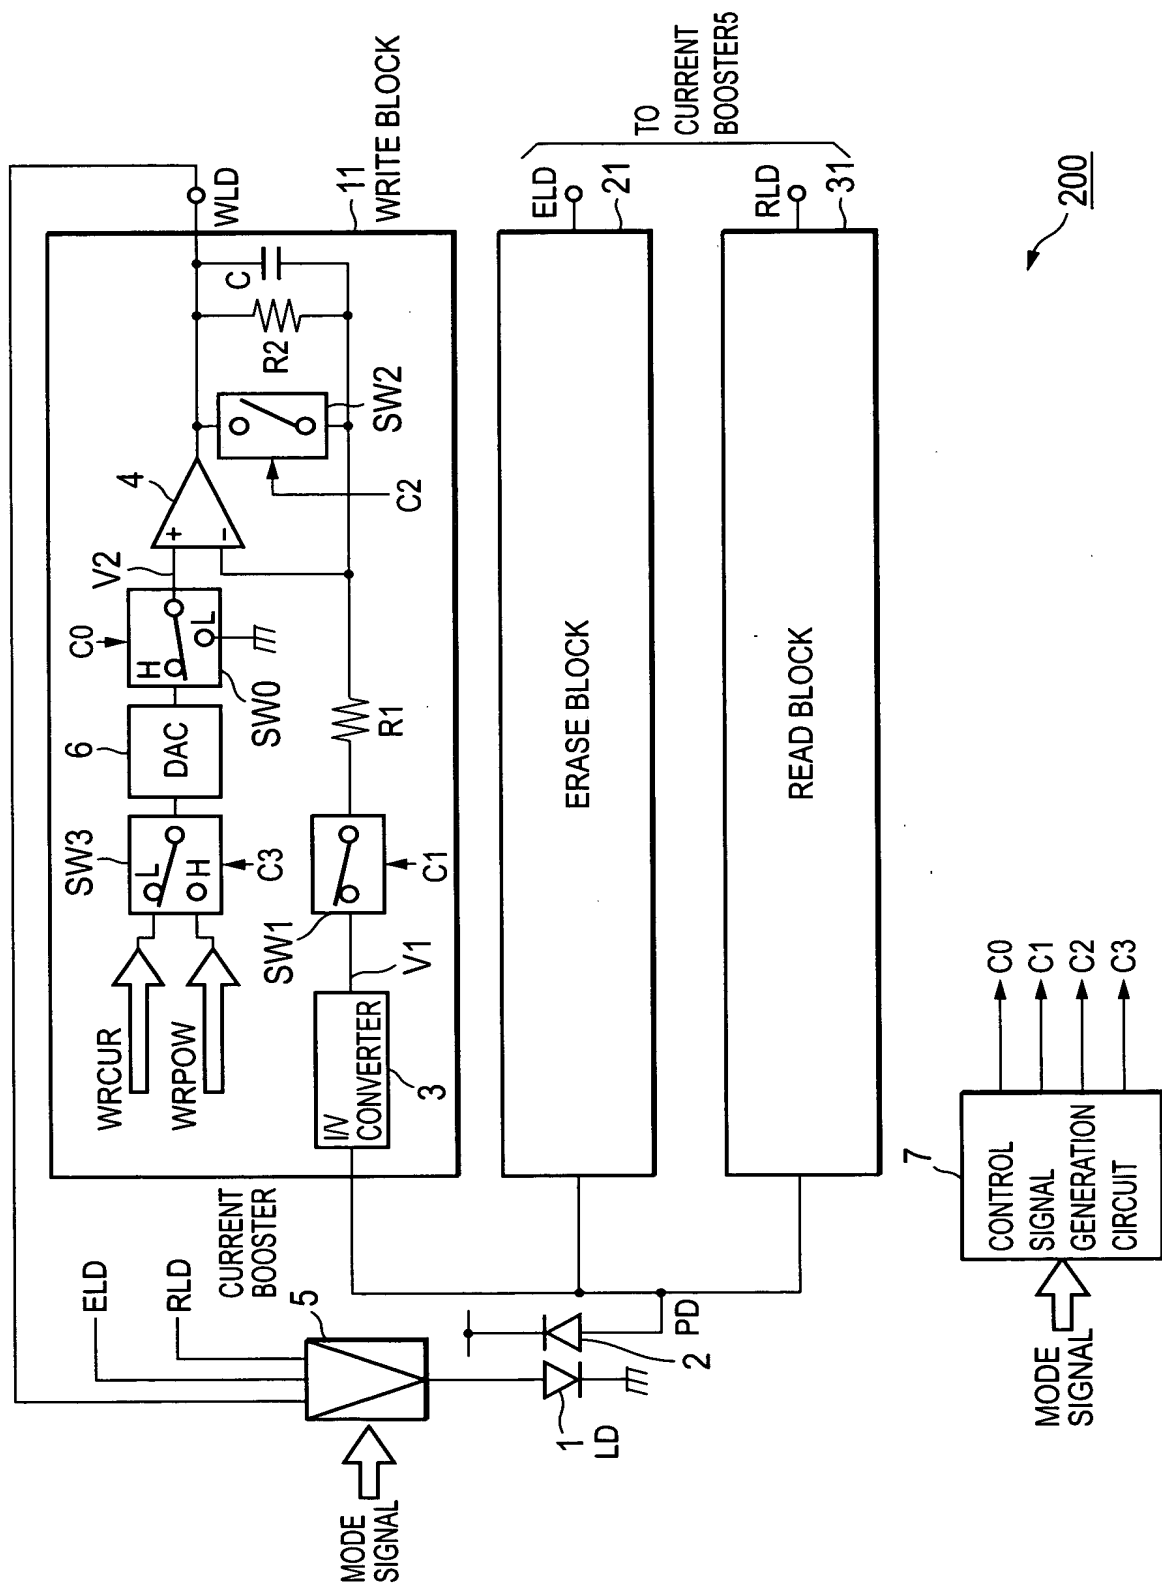 200
WLD
11
WRITE BLOCK
TO
CURRENT
BOOSTER5
ELD
21
RLD
31
C
R2
SW2
C2
4
+
-
V2
C0
H
L
SW0
6
DAC
R1
SW3
L
H
C3
C1
SW1
V1
WRCUR
WRPOW
I/V
CONVERTER
3
ERASE BLOCK
READ BLOCK
CURRENT
BOOSTER
ELD
RLD
5
MODE
SIGNAL
1
LD
2
PD
7
CONTROL
SIGNAL
GENERATION
CIRCUIT
MODE
SIGNAL
C0
C1
C2
C3